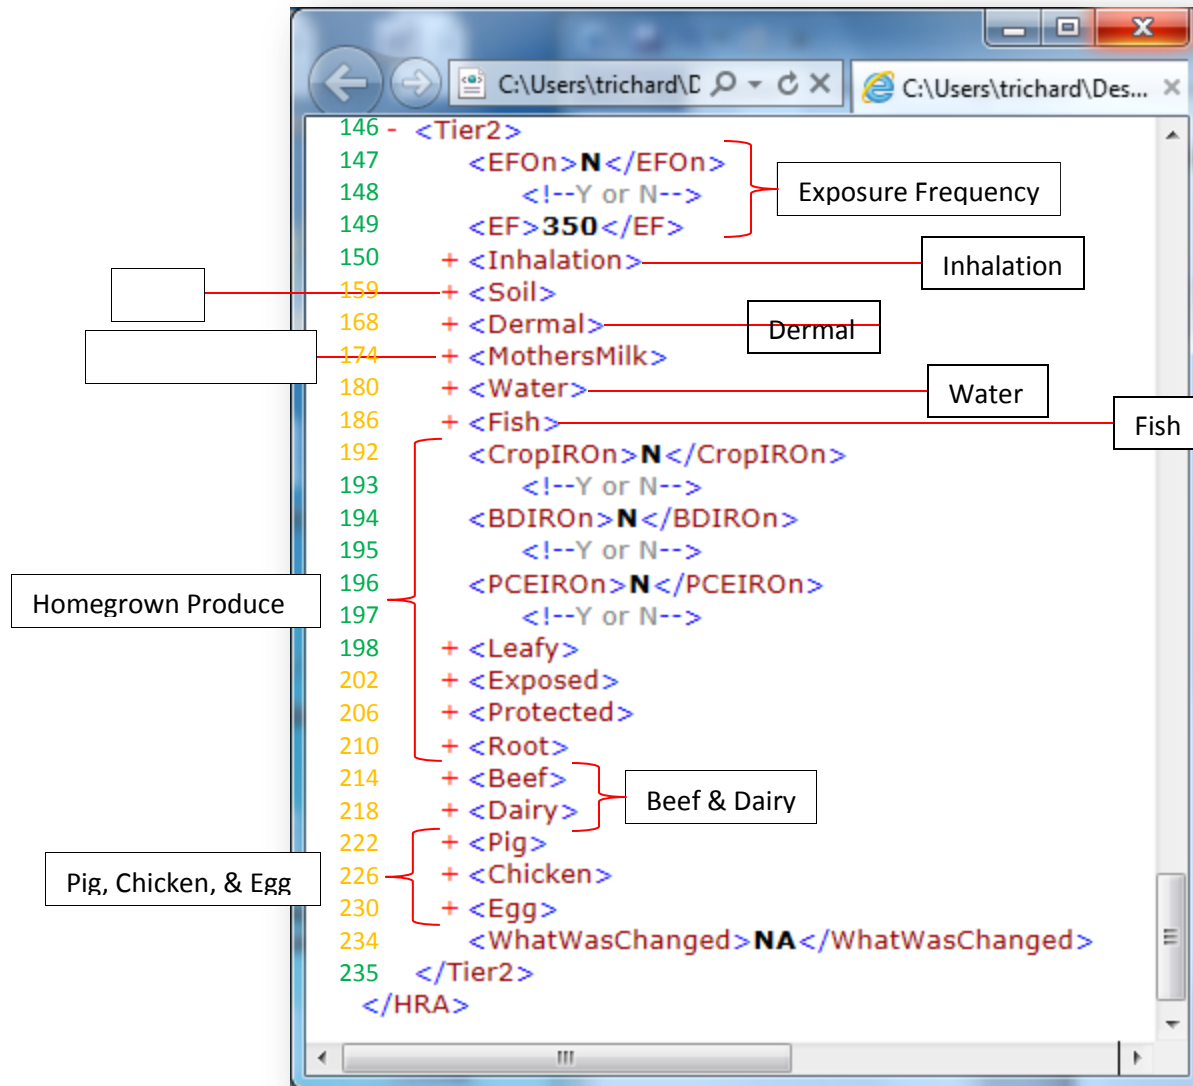 C:\Users\trichard\D
C:\Users\trichard\Des...
146 - <Tier2>
147 <EFOn>N</EFOn>
148 <!--Y or N-->
Exposure Frequency
149 <EF>350</EF>
150 + <Inhalation>
Inhalation
159 + <Soil>
168 + <Dermal>
Dermal
174 + <MothersMilk>
180 + <Water>
Water
186 + <Fish>
Fish
192 <CropIROn>N</CropIROn>
193 <!--Y or N-->
194 <BDIROn>N</BDIROn>
195 <!--Y or N-->
196 <PCEIROn>N</PCEIROn>
Homegrown Produce
197 <!--Y or N-->
198 + <Leafy>
202 + <Exposed>
206 + <Protected>
210 + <Root>
214 + <Beef>
Beef & Dairy
218 + <Dairy>
222 + <Pig>
Pig, Chicken, & Egg
226 + <Chicken>
230 + <Egg>
234 <WhatWasChanged>NA</WhatWasChanged>
235 </Tier2>
</HRA>